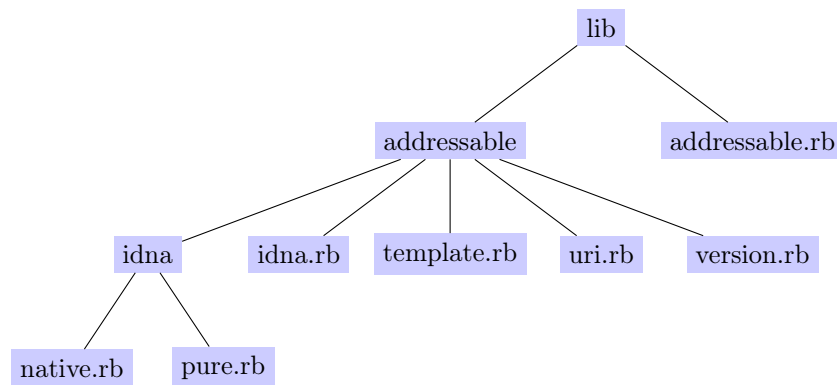 lib
addressable
addressable.rb
idna
idna.rb
template.rb
uri.rb
version.rb
native.rb
pure.rb